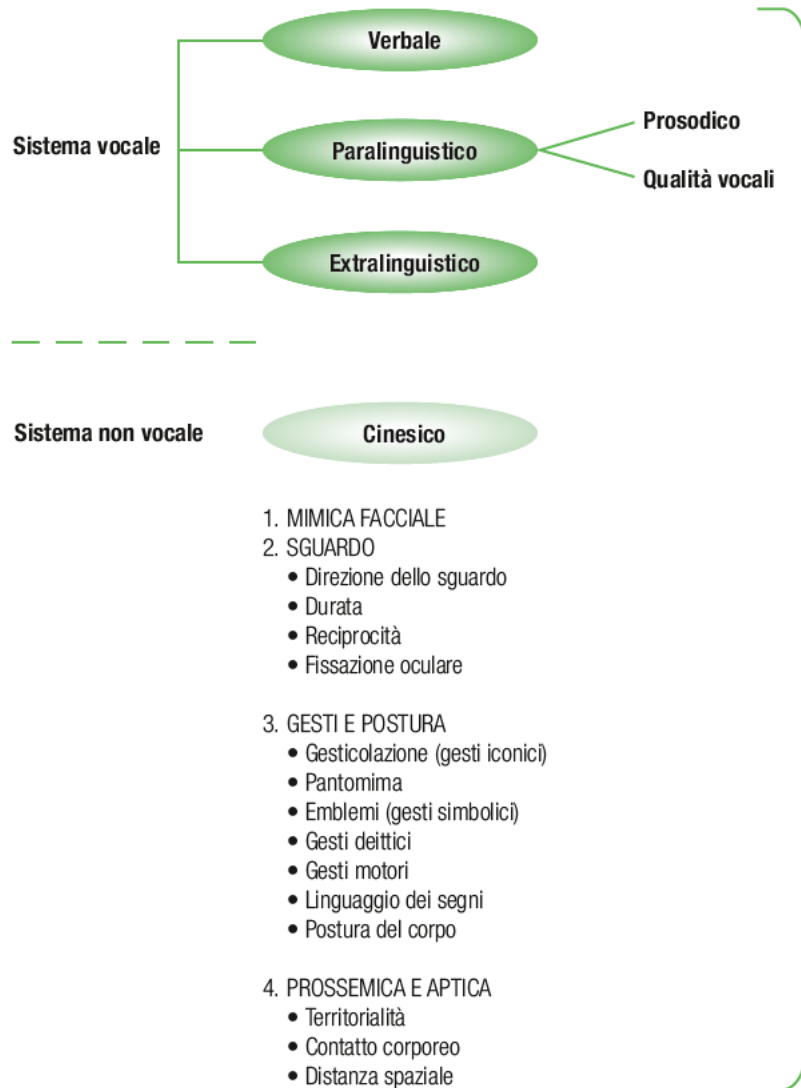 Verbale
Sistema vocale
Paralinguistico
Prosodico
Qualità vocali
Extralinguistico
Sistema non vocale
Cinesico
1. MIMICA FACCIALE
2. SGUARDO
• Direzione dello sguardo
• Durata
• Reciprocità
• Fissazione oculare
3. GESTI E POSTURA
• Gesticolazione (gesti iconici)
• Pantomima
• Emblemi (gesti simbolici)
• Gesti deittici
• Gesti motori
• Linguaggio dei segni
• Postura del corpo
4. PROSSEMICA E APTICA
• Territorialità
• Contatto corporeo
• Distanza spaziale